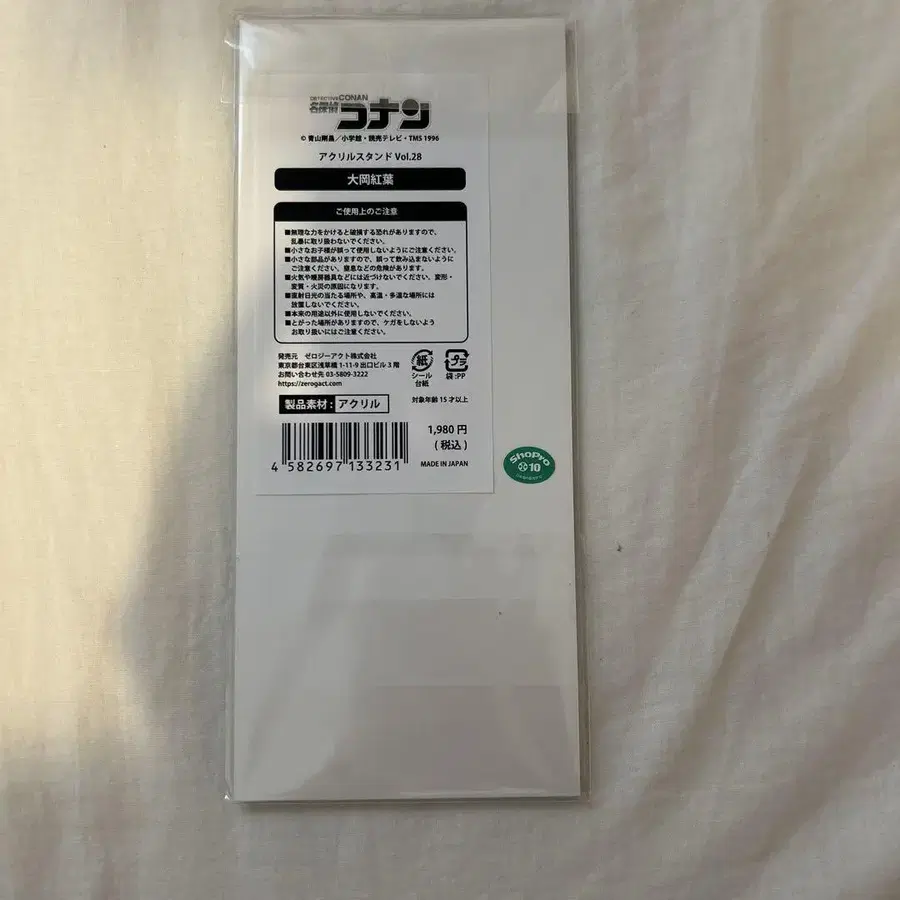 DETECTIVE CONAN
名探偵コナン
© 青山剛昌／小学館・読売テレビ・TMS 1996
アクリルスタンド Vol.28
大岡紅葉
ご使用上のご注意
■無理な力をかけると破損する恐れがありますので、
乱暴に取り扱わないでください。
■小さなお子様が誤って使用しないようにご注意ください。
■小さな部品がありますので、誤って飲み込まないように
ご注意ください。窒息などの危険があります。
■火気や暖房器具などには近づけないでください。変形・
変質・火災の原因になります。
■直射日光の当たる場所や、高温・多湿な場所には
放置しないでください。
■本来の用途以外に使用しないでください。
■とがった場所がありますので、ケガをしないよう
お取り扱いにはご注意ください。
発売元 ゼロジーアクト株式会社
東京都台東区浅草橋 1-11-9 出口ビル 3 階
お問い合わせ先 03-5809-3222
https://zerogact.com
紙
シール
台紙
プラ
袋:PP
製品素材：アクリル
対象年齢 15 才以上
1,980 円
(税込)
4 582697 133231
MADE IN JAPAN
ShoPro
10